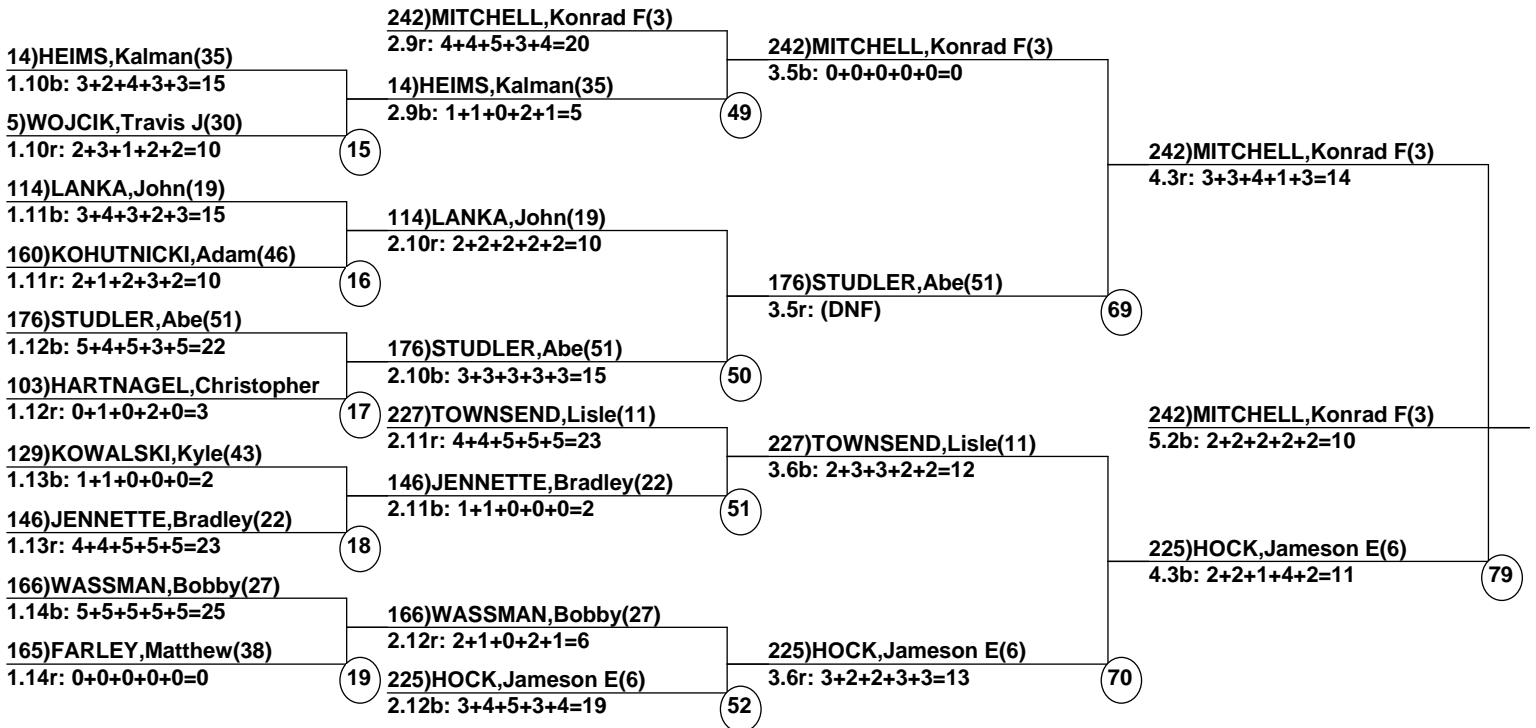 14)HEIMS,Kalman(35)
1.10b: 3+2+4+3+3=15
5)WOJCIK,Travis J(30)
1.10r: 2+3+1+2+2=10
15
114)LANKA,John(19)
1.11b: 3+4+3+2+3=15
160)KOHUTNICKI,Adam(46)
1.11r: 2+1+2+3+2=10
16
176)STUDLER,Abe(51)
1.12b: 5+4+5+3+5=22
103)HARTNAGEL,Christopher
1.12r: 0+1+0+2+0=3
17
129)KOWALSKI,Kyle(43)
1.13b: 1+1+0+0+0=2
146)JENNETTE,Bradley(22)
1.13r: 4+4+5+5+5=23
18
166)WASSMAN,Bobby(27)
1.14b: 5+5+5+5+5=25
165)FARLEY,Matthew(38)
1.14r: 0+0+0+0+0=0
19
242)MITCHELL,Konrad F(3)
2.9r: 4+4+5+3+4=20
14)HEIMS,Kalman(35)
2.9b: 1+1+0+2+1=5
49
114)LANKA,John(19)
2.10r: 2+2+2+2+2=10
176)STUDLER,Abe(51)
2.10b: 3+3+3+3+3=15
50
227)TOWNSEND,Lisle(11)
2.11r: 4+4+5+5+5=23
146)JENNETTE,Bradley(22)
2.11b: 1+1+0+0+0=2
51
166)WASSMAN,Bobby(27)
2.12r: 2+1+0+2+1=6
225)HOCK,Jameson E(6)
2.12b: 3+4+5+3+4=19
52
242)MITCHELL,Konrad F(3)
3.5b: 0+0+0+0+0=0
176)STUDLER,Abe(51)
3.5r: (DNF)
69
227)TOWNSEND,Lisle(11)
3.6b: 2+3+3+2+2=12
225)HOCK,Jameson E(6)
3.6r: 3+2+2+3+3=13
70
242)MITCHELL,Konrad F(3)
4.3r: 3+3+4+1+3=14
225)HOCK,Jameson E(6)
4.3b: 2+2+1+4+2=11
79
242)MITCHELL,Konrad F(3)
5.2b: 2+2+2+2+2=10